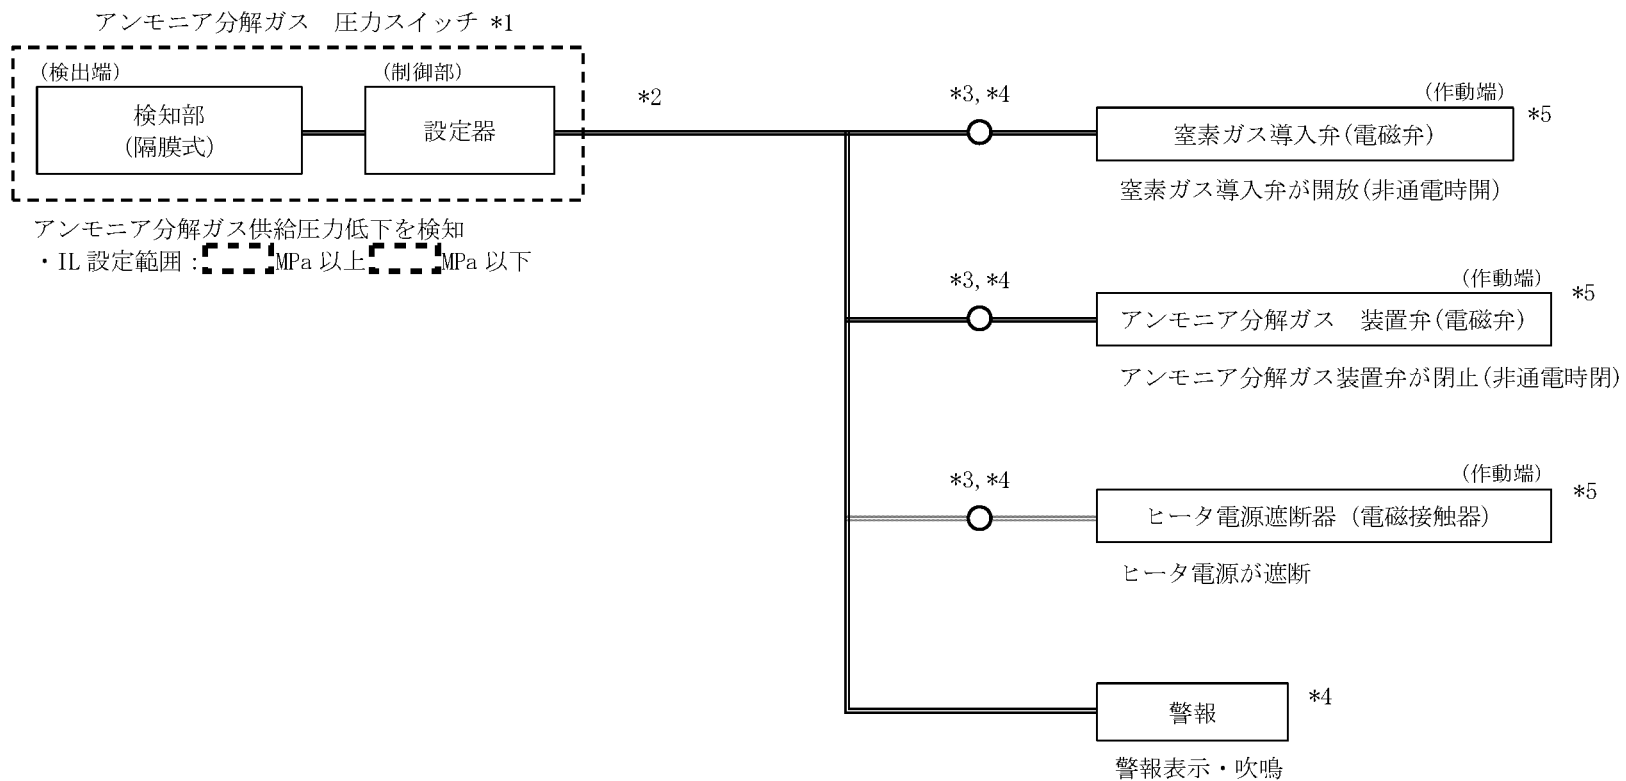 アンモニア分解ガス　圧力スイッチ *1
(検出端)
(制御部)
検知部
(隔膜式)
設定器
アンモニア分解ガス供給圧力低下を検知
・IL 設定範囲：　　MPa 以上　　MPa 以下
*2
*3, *4
(作動端)
窒素ガス導入弁(電磁弁)
*5
窒素ガス導入弁が開放(非通電時開)
*3, *4
(作動端)
アンモニア分解ガス　装置弁(電磁弁)
*5
アンモニア分解ガス装置弁が閉止(非通電時閉)
*3, *4
(作動端)
ヒータ電源遮断器 (電磁接触器)
*5
ヒータ電源が遮断
警報
*4
警報表示・吹鳴